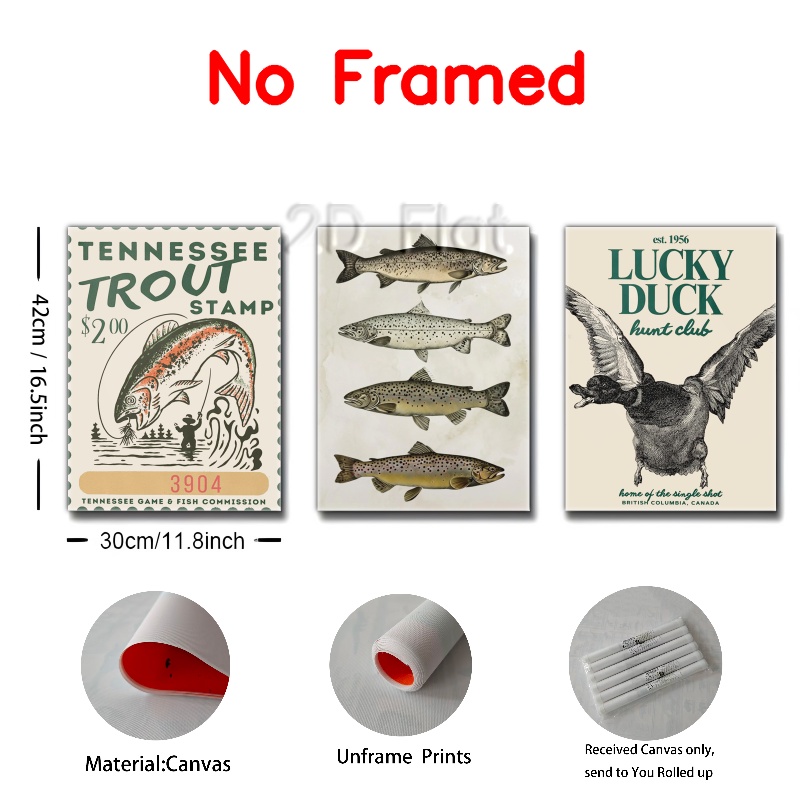 No Framed
2D Flat
TENNESSEE
TROUT
STAMP
$2.00
3904
TENNESSEE GAME & FISH COMMISSION
est. 1956
LUCKY
DUCK
hunt club
home of the single shot
BRITISH COLUMBIA, CANADA
42cm / 16.5inch
30cm/11.8inch
Material:Canvas
Unframe Prints
Received Canvas only,
send to You Rolled up